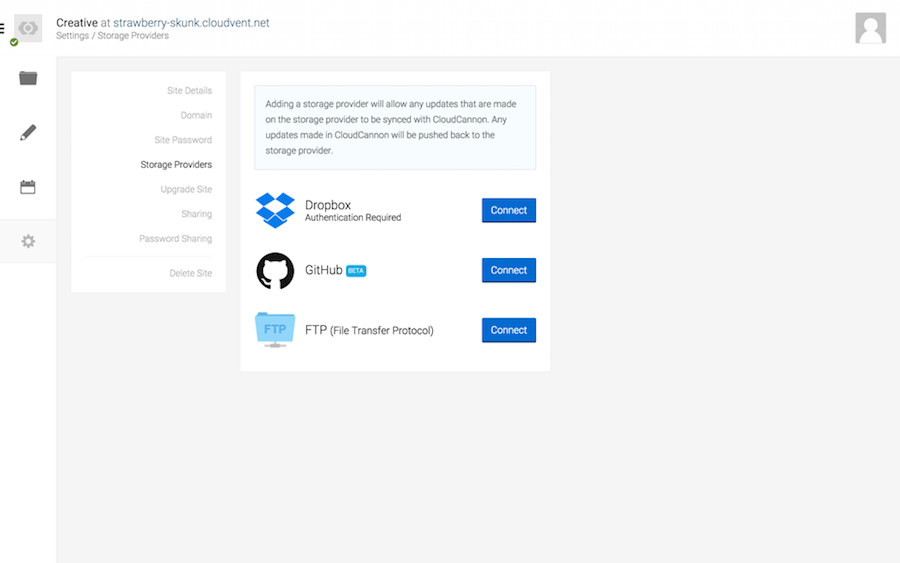 Creative at strawberry-skunk.cloudvent.net
Settings / Storage Providers
Site Details
Domain
Site Password
Storage Providers
Upgrade Site
Sharing
Password Sharing
Delete Site
Adding a storage provider will allow any updates that are made
on the storage provider to be synced with CloudCannon. Any
updates made in CloudCannon will be pushed back to the
storage provider.
Dropbox
Authentication Required
Connect
GitHub BETA
Connect
FTP
FTP (File Transfer Protocol)
Connect